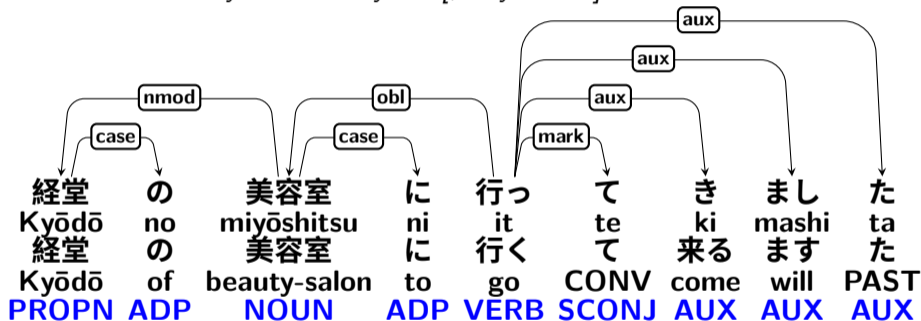 aux
aux
nmod obl aux
case case mark
経堂 の 美容室 に 行っ て き まし た
Kyōdō no miyōshitsu ni it te ki mashi ta
経堂 の 美容室 に 行く て 来る ます た
Kyōdō of beauty-salon to go CONV come will PAST
PROPN ADP NOUN ADP VERB SCONJ AUX AUX AUX